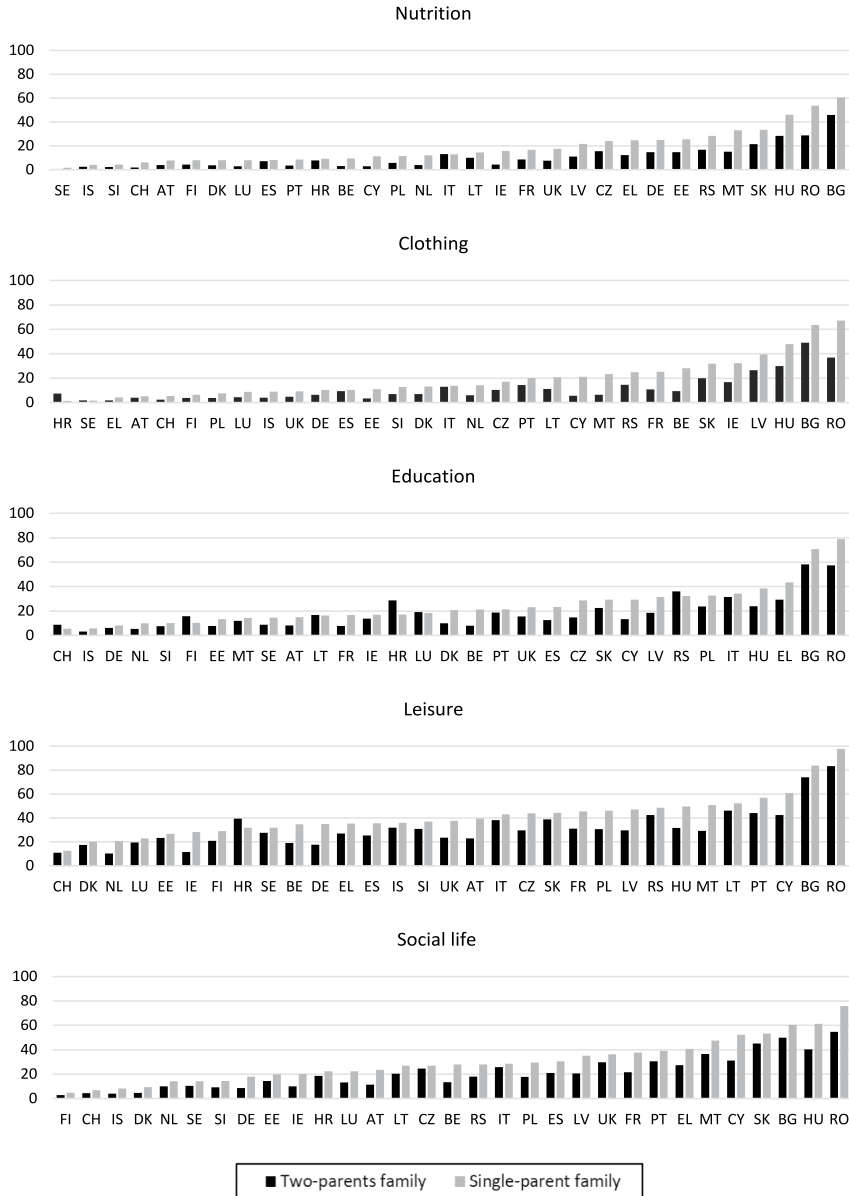 Nutrition
100
80
60
40
20
0
SE IS SI CH AT FI DK LU ES PT HR BE CY PL NL IT LT IE FR UK LV CZ EL DE EE RS MT SK HU RO BG
Clothing
100
80
60
40
20
0
HR SE EL AT CH FI PL LU IS UK DE ES EE SI DK IT NL CZ PT LT CY MT RS FR BE SK IE LV HU BG RO
Education
100
80
60
40
20
0
CH IS DE NL SI FI EE MT SE AT LT FR IE HR LU DK BE PT UK ES CZ SK CY LV RS PL IT HU EL BG RO
Leisure
100
80
60
40
20
0
CH DK NL LU EE IE FI HR SE BE DE EL ES IS SI UK AT IT CZ SK FR PL LV RS HU MT LT PT CY BG RO
Social life
100
80
60
40
20
0
FI CH IS DK NL SE SI DE EE IE HR LU AT LT CZ BE RS IT PL ES LV UK FR PT EL MT CY SK BG HU RO
Two-parents family Single-parent family